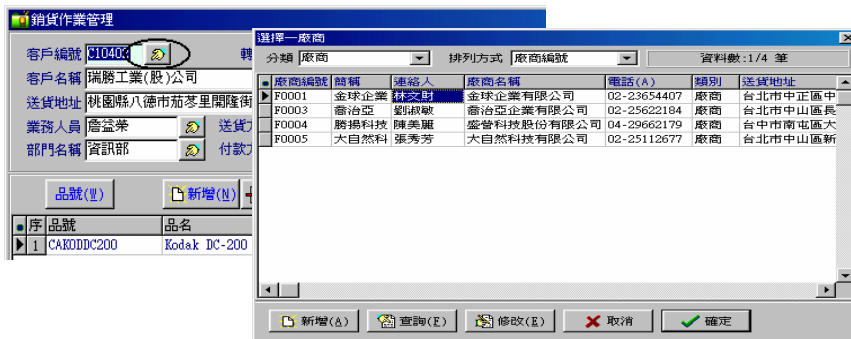 銷貨作業管理
客戶編號 C10403
客戶名稱 瑞勝工業(股)公司
送貨地址 桃園縣八德市茄苳里開隆街
業務人員 詹益榮 送貨
部門名稱 資訊部 付款
品號(W) 新增(N)
序 品號 品名
1 CAKODDC200 Kodak DC-200
選擇—廠商
分類 廠商 排列方式 廠商編號 資料數:1/4 筆
廠商編號 簡稱 連絡人 廠商名稱 電話(A) 類別 送貨地址
F0001 金球企業 林文財 金球企業有限公司 02-23654407 廠商 台北市中正區中
F0003 喬治亞 劉淑敏 喬治亞企業有限公司 02-25622184 廠商 台北市中山區長
F0004 勝揚科技 陳美麗 盛營科技股份有限公司 04-29662179 廠商 台中市南屯區大
F0005 大自然科 張秀芳 大自然科技有限公司 02-25112677 廠商 台北市中山區新
新增(A) 查詢(F) 修改(E) 取消 確定